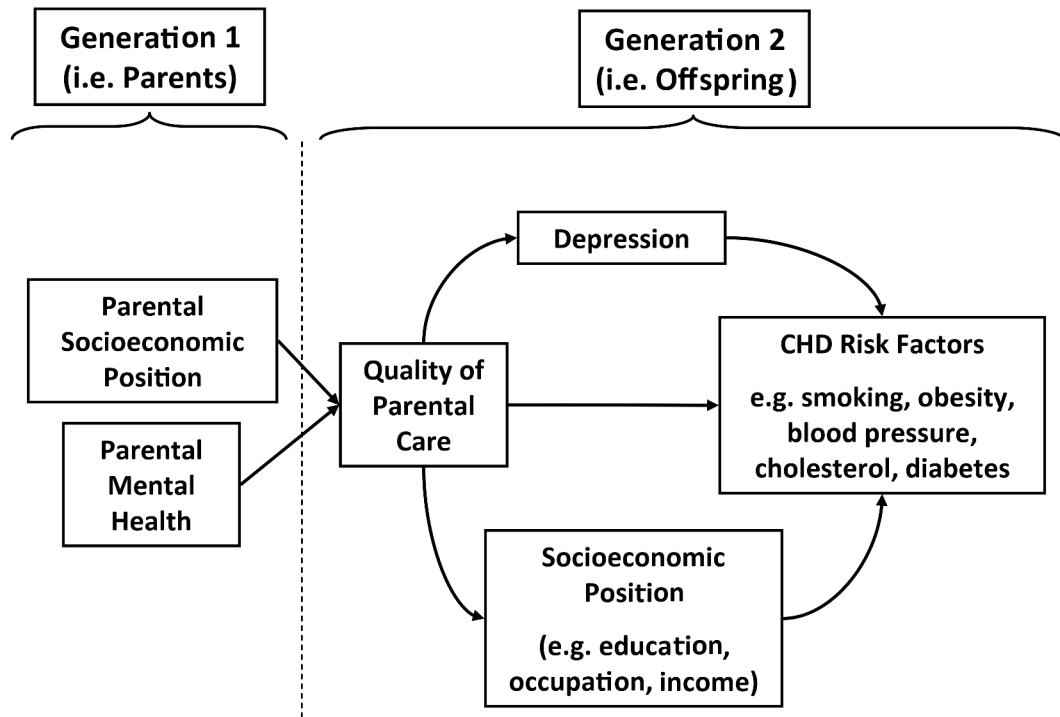 Generation 1
(i.e. Parents)
Generation 2
(i.e. Offspring)
Depression
Parental
Socioeconomic
Position
Parental
Mental
Health
Quality of
Parental
Care
CHD Risk Factors
e.g. smoking, obesity,
blood pressure,
cholesterol, diabetes
Socioeconomic
Position
(e.g. education,
occupation, income)